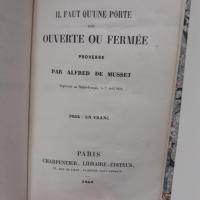 IL FAUT QU'UNE PORTE
SOIT
OUVERTE OU FERMÉE
PROVERBE
PAR ALFRED DE MUSSET
PRIX : UN FRANC
PARIS
CHARPENTIER, LIBRAIRE-ÉDITEUR,